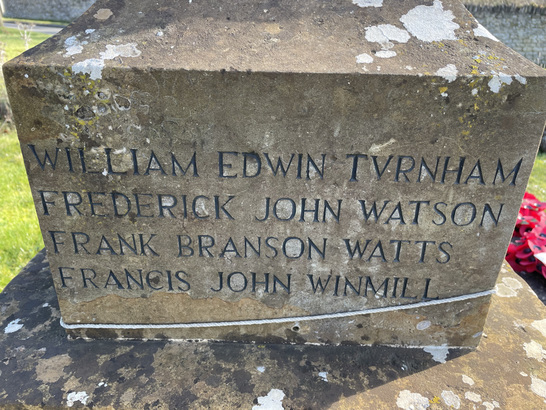 WILLIAM EDWIN TVRNHAM
FREDERICK JOHN WATSON
FRANK BRANSON WATTS
FRANCIS JOHN WINMILL